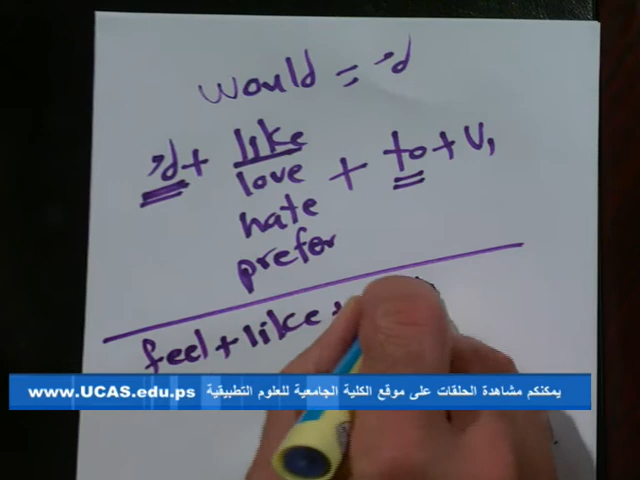 would = 'd
'd + like + to + V1
love
hate
prefer
feel + like +
www.UCAS.edu.ps يمكنكم مشاهدة الحلقات على موقع الكلية الجامعية للعلوم التطبيقية